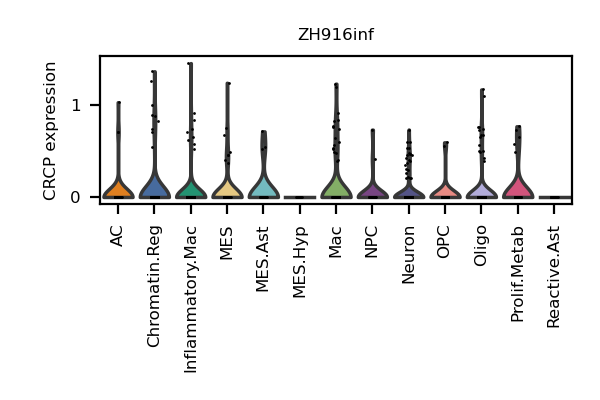 ZH916inf
CRCP expression
1
0
AC
Chromatin.Reg
Inflammatory.Mac
MES
MES.Ast
MES.Hyp
Mac
NPC
Neuron
OPC
Oligo
Prolif.Metab
Reactive.Ast